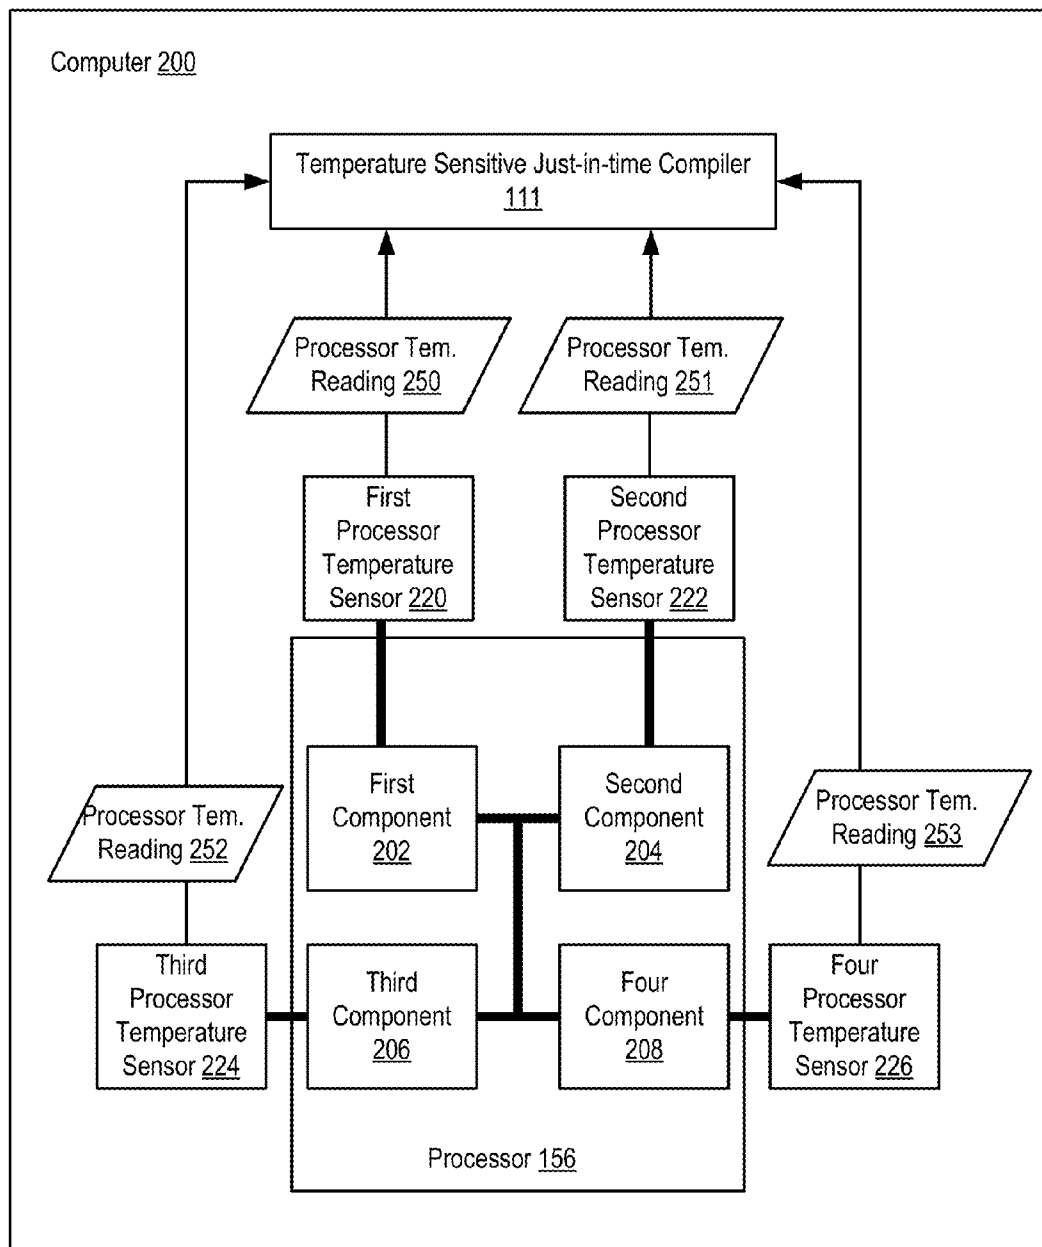 Computer 200
Temperature Sensitive Just-in-time Compiler
111
Processor Tem.
Reading 250
Processor Tem.
Reading 251
First
Processor
Temperature
Sensor 220
Second
Processor
Temperature
Sensor 222
First
Component
202
Second
Component
204
Processor Tem.
Reading 252
Processor Tem.
Reading 253
Third
Processor
Temperature
Sensor 224
Third
Component
206
Four
Component
208
Four
Processor
Temperature
Sensor 226
Processor 156